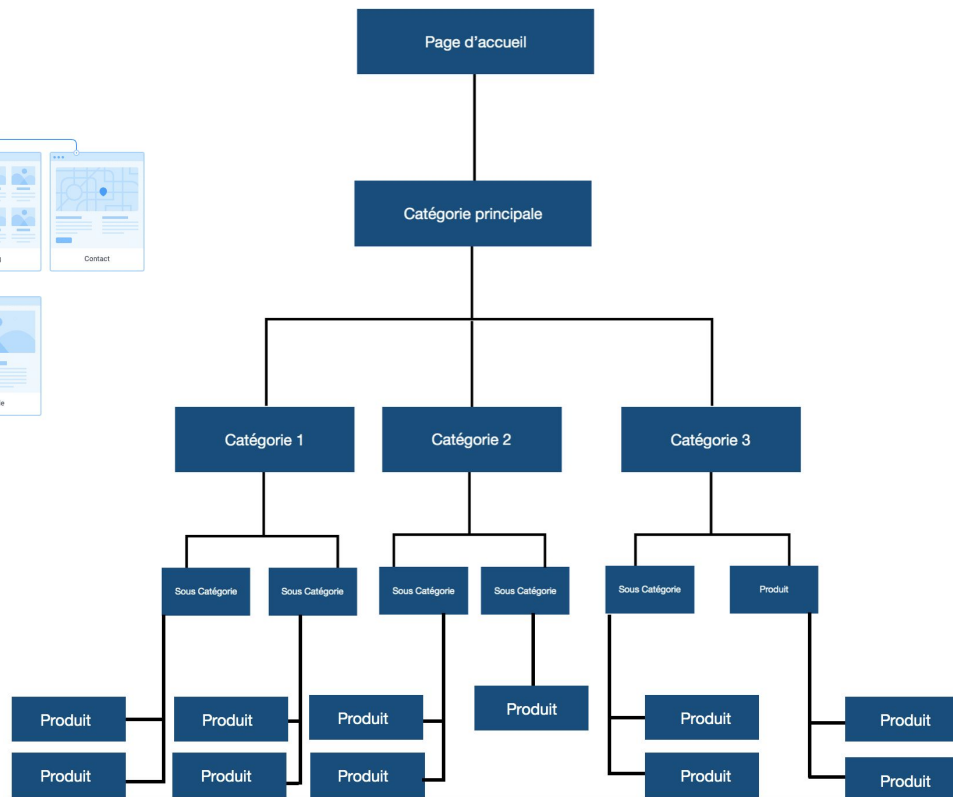 Page d'accueil
Catégorie principale
Contact
Catégorie 1
Catégorie 2
Catégorie 3
Sous Catégorie
Sous Catégorie
Sous Catégorie
Sous Catégorie
Sous Catégorie
Produit
Produit
Produit
Produit
Produit
Produit
Produit
Produit
Produit
Produit
Produit
Produit
Produit